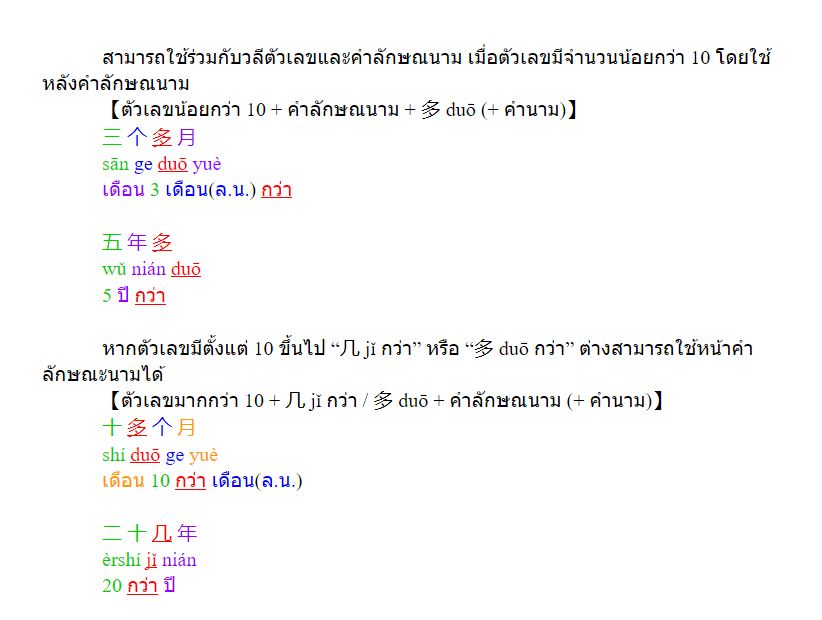 สามารถใช้ร่วมกับวลีตัวเลขและคำลักษณนาม เมื่อตัวเลขมีจำนวนน้อยกว่า 10 โดยใช้
หลังคำลักษณนาม
【ตัวเลขน้อยกว่า 10 + คำลักษณนาม + 多 duō (+ คำนาม)】
三 个 多 月
sān ge duō yuè
เดือน 3 เดือน(ล.น.) กว่า
五 年 多
wǔ nián duō
5 ปี กว่า
หากตัวเลขมีตั้งแต่ 10 ขึ้นไป “几 jǐ กว่า” หรือ “多 duō กว่า” ต่างสามารถใช้หน้าคำ
ลักษณะนามได้
【ตัวเลขมากกว่า 10 + 几 jǐ กว่า / 多 duō + คำลักษณนาม (+ คำนาม)】
十 多 个 月
shí duō ge yuè
เดือน 10 กว่า เดือน(ล.น.)
二 十 几 年
èrshí jǐ nián
20 กว่า ปี